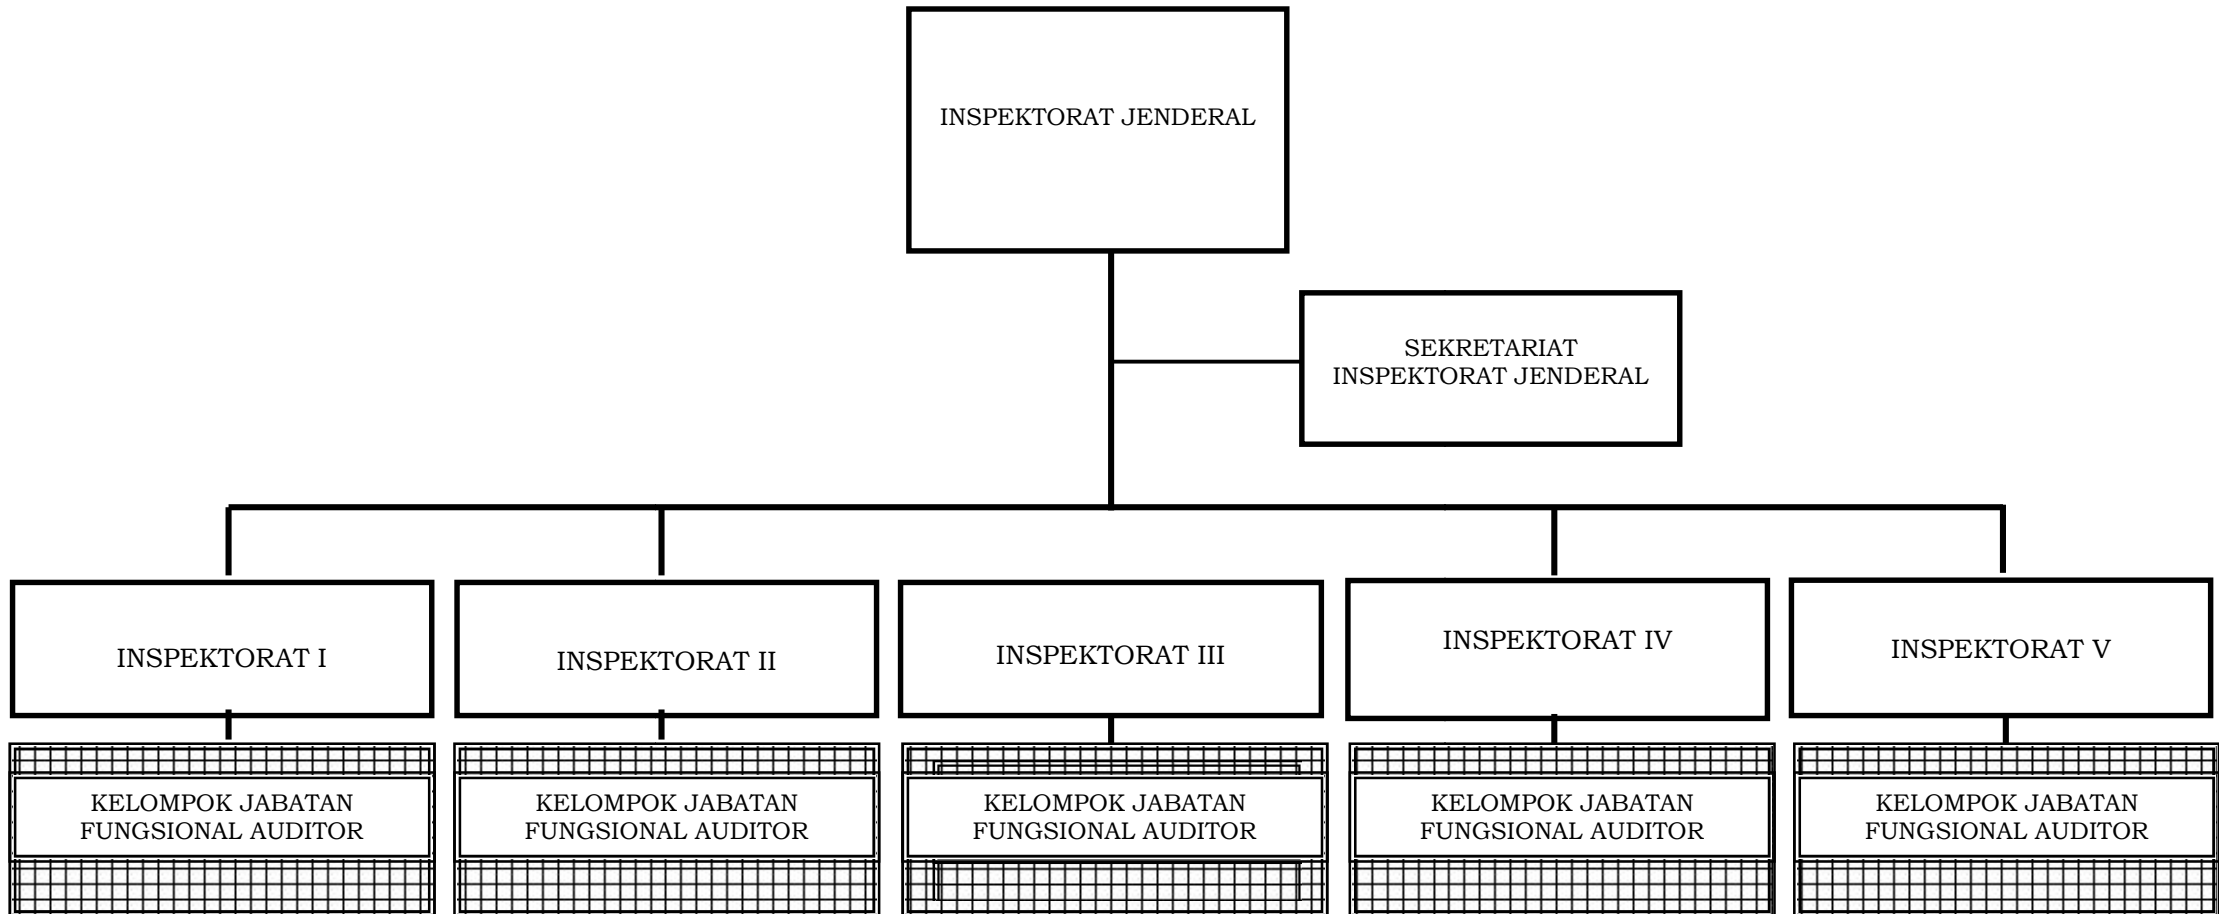 INSPEKTORAT JENDERAL
SEKRETARIAT
INSPEKTORAT JENDERAL
INSPEKTORAT I
INSPEKTORAT II
INSPEKTORAT III
INSPEKTORAT IV
INSPEKTORAT V
KELOMPOK JABATAN
FUNGSIONAL AUDITOR
KELOMPOK JABATAN
FUNGSIONAL AUDITOR
KELOMPOK JABATAN
FUNGSIONAL AUDITOR
KELOMPOK JABATAN
FUNGSIONAL AUDITOR
KELOMPOK JABATAN
FUNGSIONAL AUDITOR